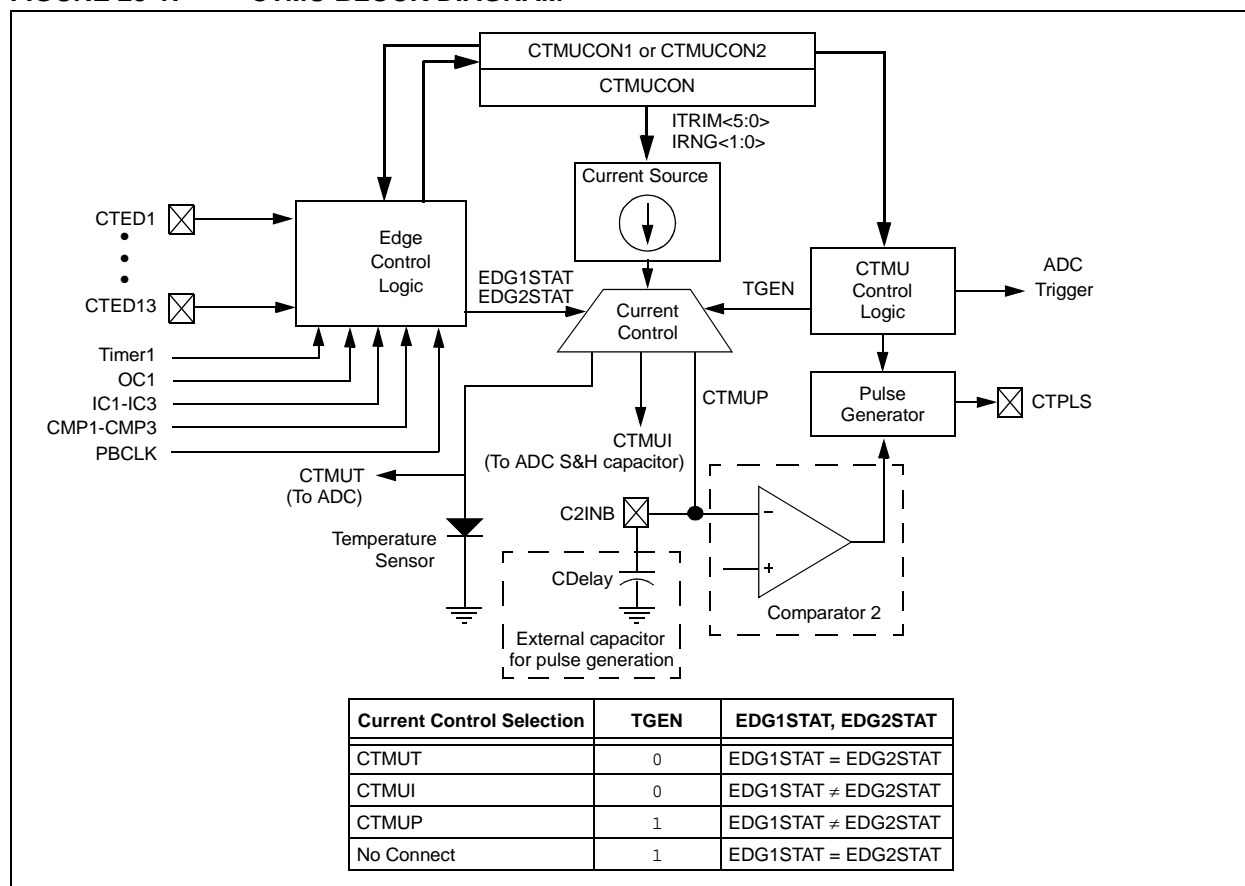 CTMUCON1 or CTMUCON2
CTMUCON
ITRIM<5:0>
IRNG<1:0>
Current Source
CTED1
CTED13
Edge
Control
Logic
EDG1STAT
EDG2STAT
Current
Control
TGEN
CTMU
Control
Logic
ADC
Trigger
Timer1
OC1
IC1-IC3
CMP1-CMP3
PBCLK
CTMUT
(To ADC)
CTMUI
(To ADC S&H capacitor)
CTMUP
Pulse
Generator
CTPLS
C2INB
Temperature
Sensor
CDelay
External capacitor
for pulse generation
−
+
Comparator 2
Current Control Selection TGEN EDG1STAT, EDG2STAT
CTMUT 0 EDG1STAT = EDG2STAT
CTMUI 0 EDG1STAT ≠ EDG2STAT
CTMUP 1 EDG1STAT ≠ EDG2STAT
No Connect 1 EDG1STAT = EDG2STAT